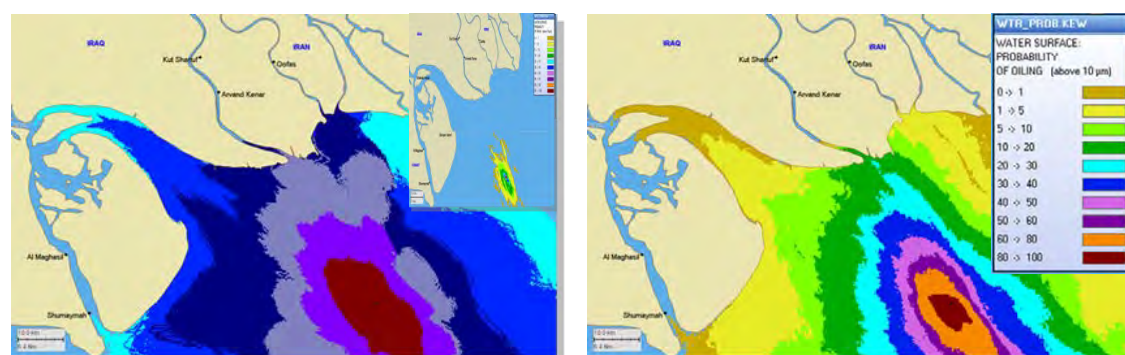 IRAQ
IRAN
Kut Sharuf
Qofas
Arvand Kenar
Al Maghasil
Shumaymah
IRAQ
IRAN
Kut Sharuf
Qofas
Arvand Kenar
Al Maghasil
Shumaymah
WTR_PROB.KEW
WATER SURFACE:
PROBABILITY
OF OILING (above 10 µm)
0 -> 1
1 -> 5
5 -> 10
10 -> 20
20 -> 30
30 -> 40
40 -> 50
50 -> 60
60 -> 80
80 -> 100